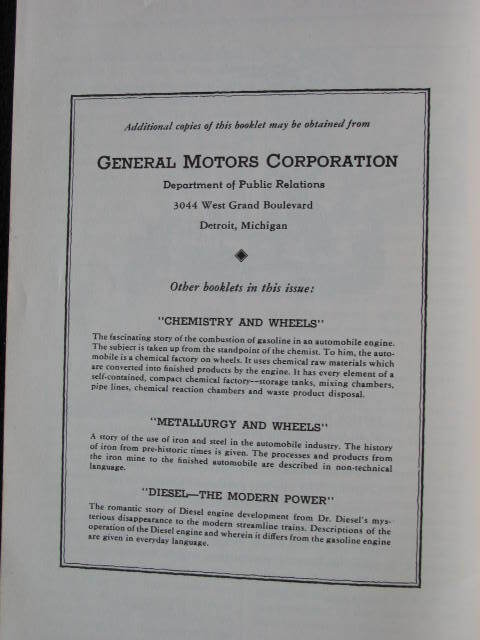 Additional copies of this booklet may be obtained from
GENERAL MOTORS CORPORATION
Department of Public Relations
3044 West Grand Boulevard
Detroit, Michigan
Other booklets in this issue:
"CHEMISTRY AND WHEELS"
The fascinating story of the combustion of gasoline in an automobile engine.
The subject is taken up from the standpoint of the chemist. To him, the auto-
mobile is a chemical factory on wheels. It uses chemical raw materials which
are converted into finished products by the engine. It has every element of a
self-contained, compact chemical factory—storage tanks, mixing chambers,
pipe lines, chemical reaction chambers and waste product disposal.
"METALLURGY AND WHEELS"
A story of the use of iron and steel in the automobile industry. The history
of iron from pre-historic times is given. The processes and products from
the iron mine to the finished automobile are described in non-technical
language.
"DIESEL—THE MODERN POWER"
The romantic story of Diesel engine development from Dr. Diesel's mys-
terious disappearance to the modern streamline trains. Descriptions of the
operation of the Diesel engine and wherein it differs from the gasoline engine
are given in everyday language.